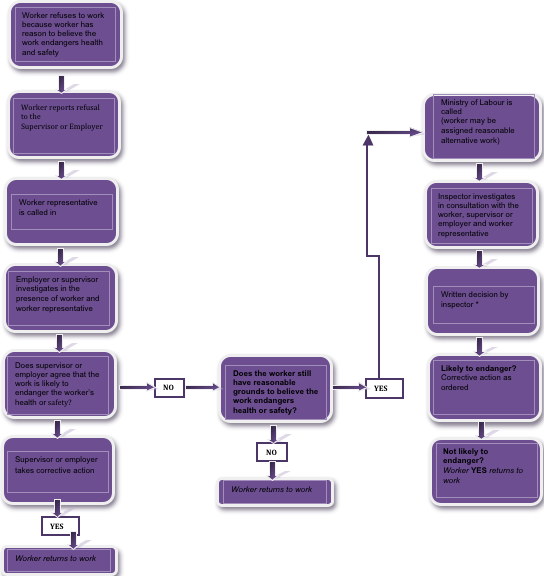 Worker refuses to work
because worker has
reason to believe the
work endangers health
and safety
Worker reports refusal
to the
Supervisor or Employer
Worker representative
is called in
Employer or supervisor
investigates in the
presence of worker and
worker representative
Does supervisor or
employer agree that the
work is likely to
endanger the worker's
health or safety?
NO
Supervisor or employer
takes corrective action
YES
Worker returns to work
Does the worker still
have reasonable
grounds to believe the
work endangers
health or safety?
YES
NO
Worker returns to work
Ministry of Labour is
called
(worker may be
assigned reasonable
alternative work)
Inspector investigates
in consultation with the
worker, supervisor or
employer and worker
representative
Written decision by
inspector *
Likely to endanger?
Corrective action as
ordered
Not likely to
endanger?
Worker YES returns to
work